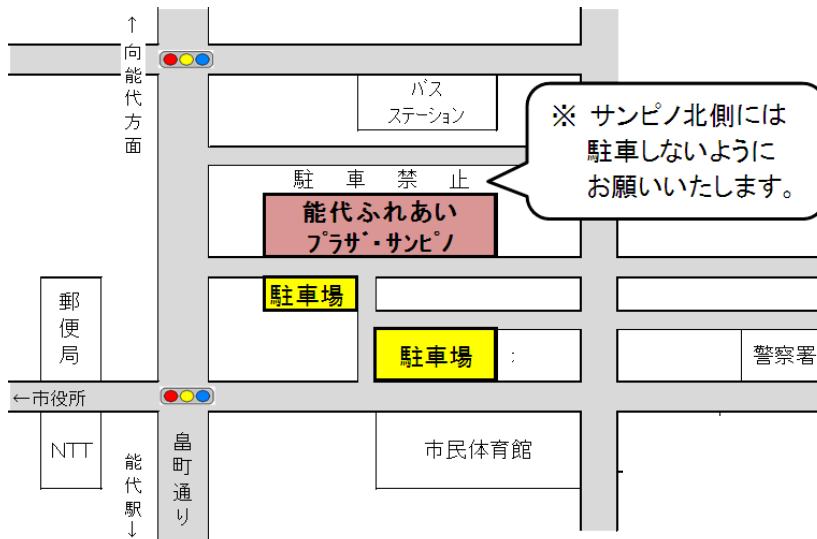 ↑向能代方面
バス
ステーション
※ サンピノ北側には
駐車しないように
お願いいたします。
駐車禁止
能代ふれあい
プラザ・サンピノ
郵便局
駐車場
駐車場
:
警察署
←市役所
NTT
能代駅↓
畠町通り
市民体育館